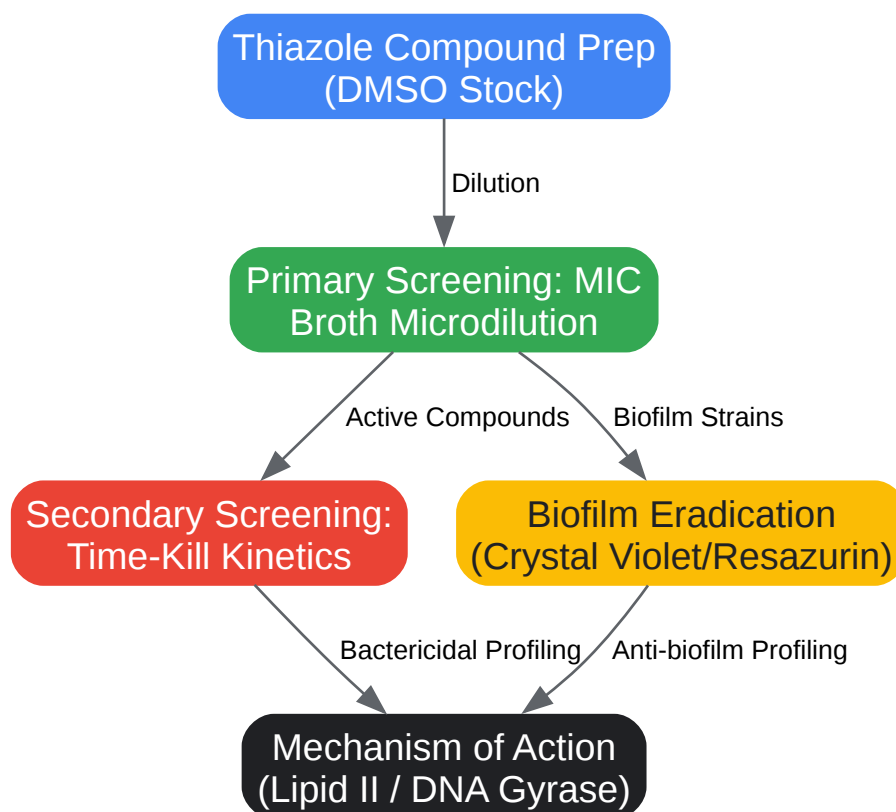 Thiazole Compound Prep
(DMSO Stock)
Dilution
Primary Screening: MIC
Broth Microdilution
Active Compounds
Biofilm Strains
Secondary Screening:
Time-Kill Kinetics
Biofilm Eradication
(Crystal Violet/Resazurin)
Bactericidal Profiling
Anti-biofilm Profiling
Mechanism of Action
(Lipid II / DNA Gyrase)